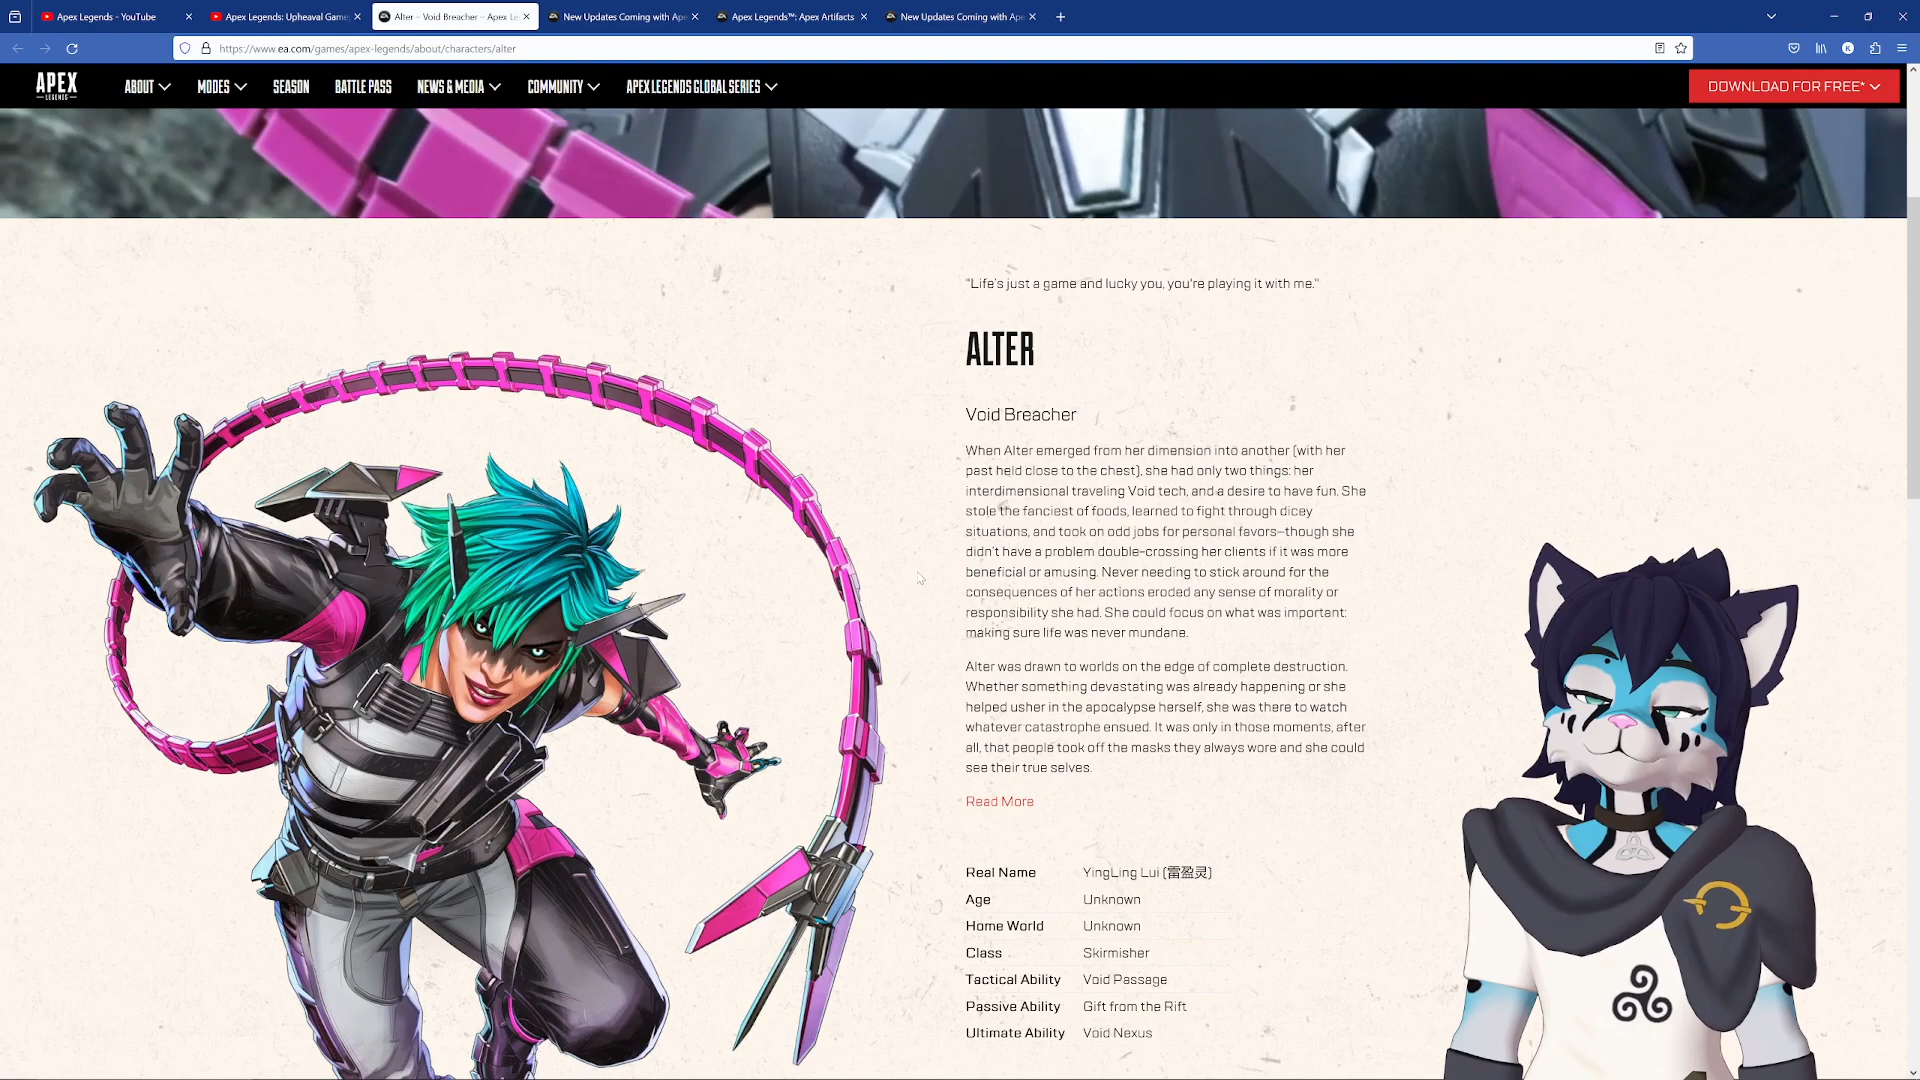 Apex Legends - YouTube
Apex Legends: Upheaval Game
Alter – Void Breacher – Apex Le
New Updates Coming with Ape
Apex Legends™: Apex Artifacts
New Updates Coming with Ape
https://www.ea.com/games/apex-legends/about/characters/alter
K
APEX
LEGENDS
ABOUT
MODES
SEASON
BATTLE PASS
NEWS & MEDIA
COMMUNITY
APEX LEGENDS GLOBAL SERIES
DOWNLOAD FOR FREE*
"Life's just a game and lucky you, you're playing it with me."
ALTER
Void Breacher
When Alter emerged from her dimension into another (with her
past held close to the chest), she had only two things: her
interdimensional traveling Void tech, and a desire to have fun. She
stole the fanciest of foods, learned to fight through dicey
situations, and took on odd jobs for personal favors—though she
didn't have a problem double-crossing her clients if it was more
beneficial or amusing. Never needing to stick around for the
consequences of her actions eroded any sense of morality or
responsibility she had. She could focus on what was important:
making sure life was never mundane.
Alter was drawn to worlds on the edge of complete destruction.
Whether something devastating was already happening or she
helped usher in the apocalypse herself, she was there to watch
whatever catastrophe ensued. It was only in those moments, after
all, that people took off the masks they always wore and she could
see their true selves.
Read More
Real Name YingLing Lui (雷盈灵)
Age Unknown
Home World Unknown
Class Skirmisher
Tactical Ability Void Passage
Passive Ability Gift from the Rift
Ultimate Ability Void Nexus